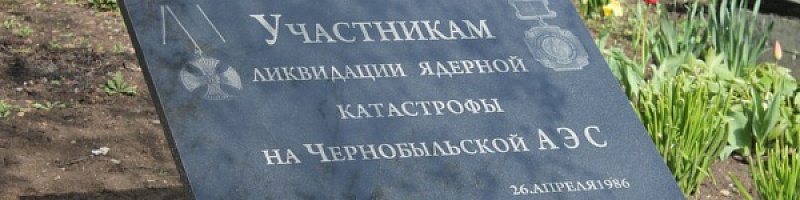 Участникам
ликвидации ядерной
катастрофы
на Чернобыльской АЭС
26.апреля1986